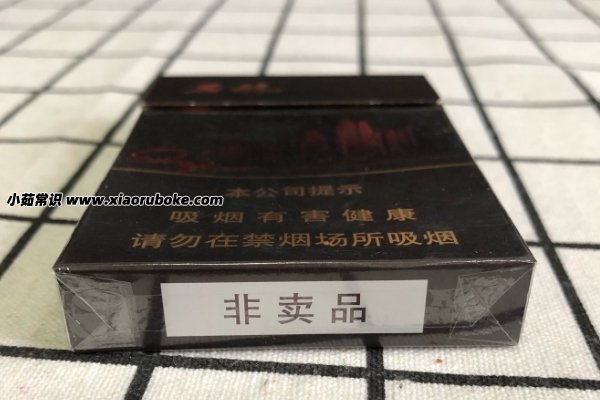 本公司提示
小茹常识 www.xiaoruboke.com
吸烟有害健康
请勿在禁烟场所吸烟
非卖品